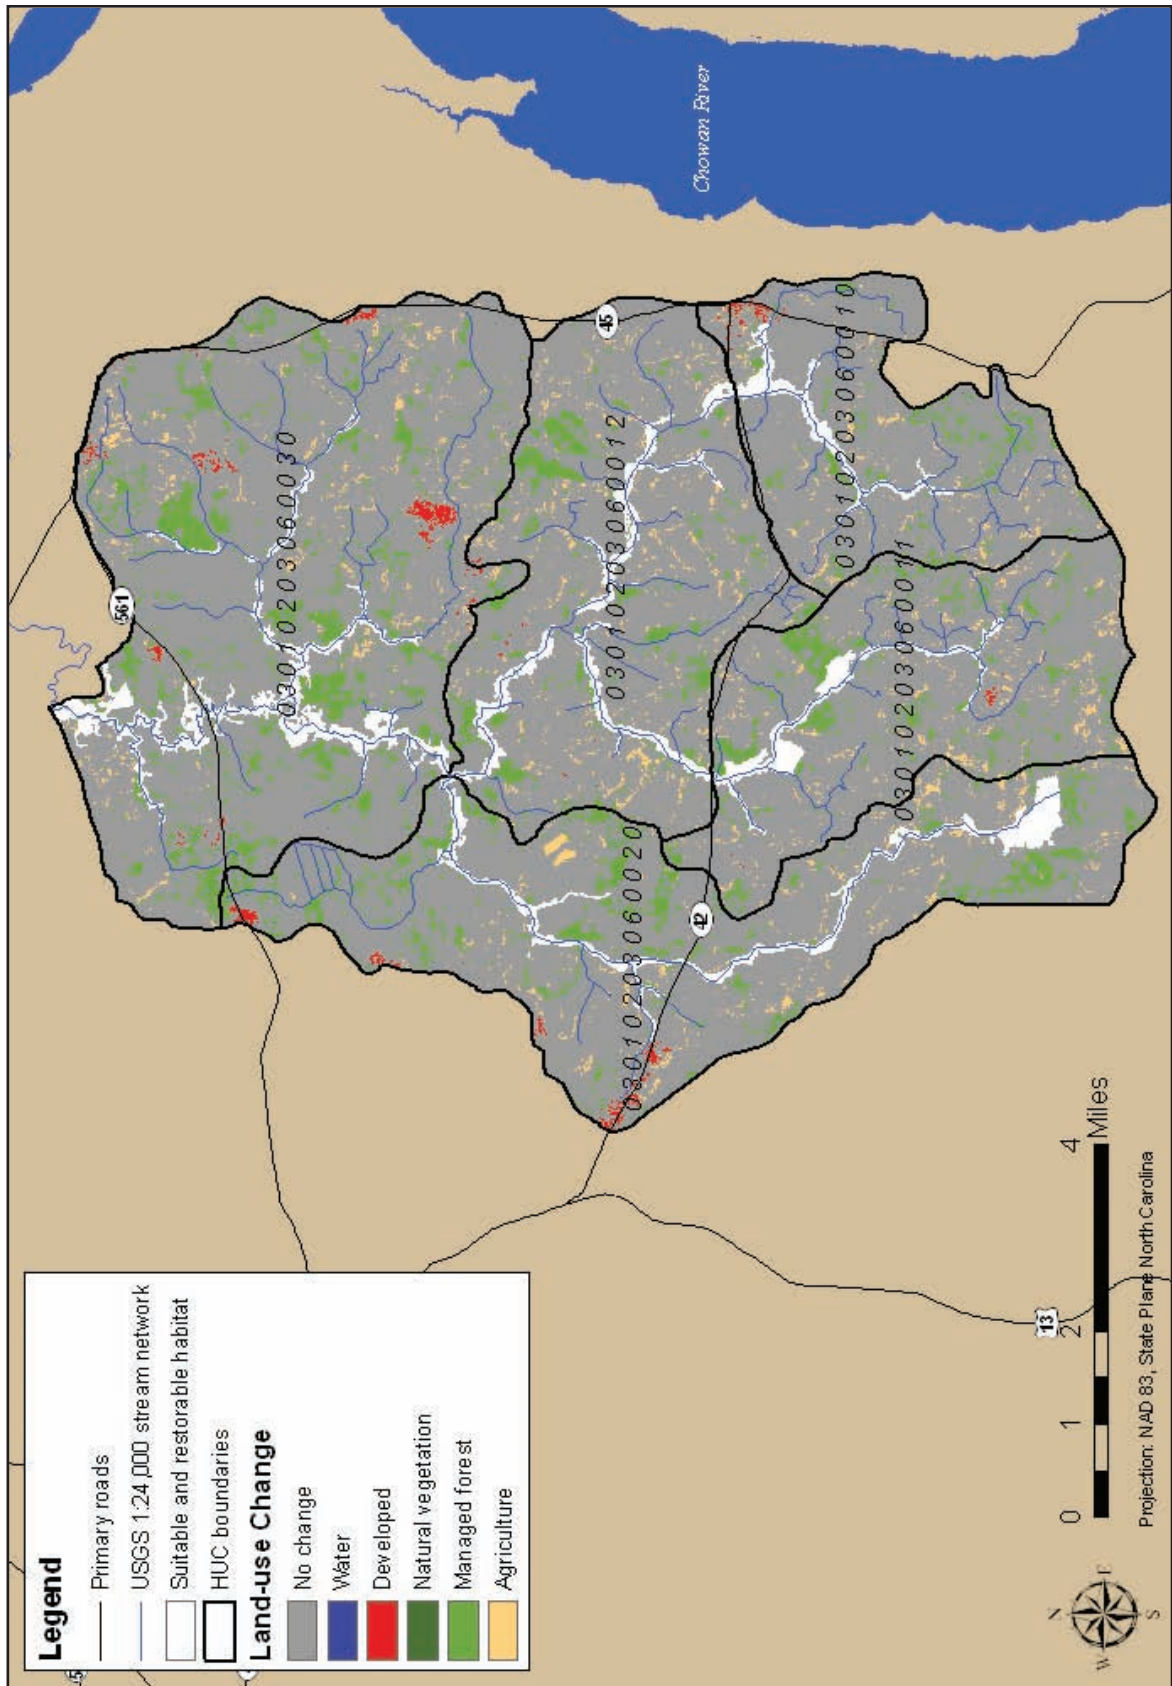 Legend
Primary roads
USGS 1:24,000 stream network
Suitable and restorable habitat
HUC boundaries
Land-use Change
No change
Water
Developed
Natural vegetation
Managed forest
Agriculture
561
03010203060030
45
03010203060012
03010203060020
42
03010203060010
03010203060011
Chowan River
13
N
W
E
S
0
1
2
4
Miles
Projection: NAD 83, State Plane North Carolina